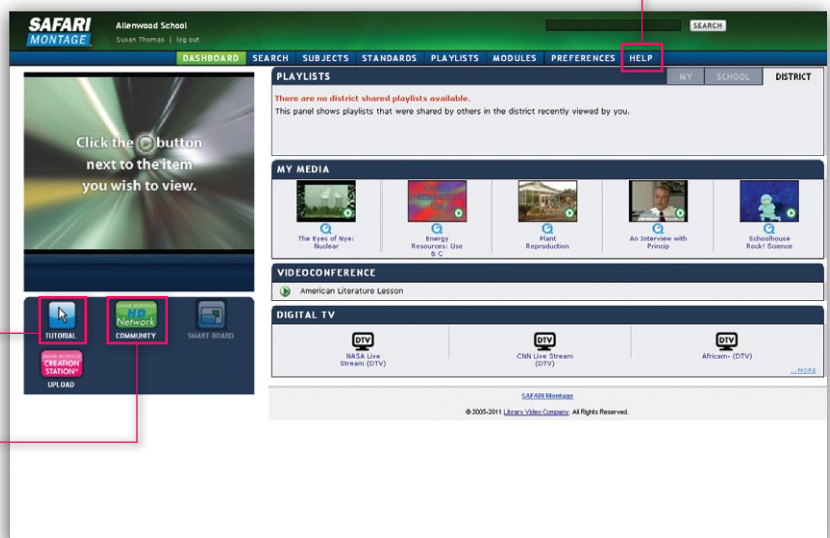 SAFARI
MONTAGE
Allenwood School
Susan Thomas | log out
SEARCH
DASHBOARD SEARCH SUBJECTS STANDARDS PLAYLISTS MODULES PREFERENCES HELP
Click the button
next to the item
you wish to view.
PLAYLISTS
MY SCHOOL DISTRICT
There are no district shared playlists available.
This panel shows playlists that were shared by others in the district recently viewed by you.
MY MEDIA
The Eyes of Nye:
Nuclear
Energy
Resources: Use
& C
Plant
Reproduction
An Interview with
Princip
Schoolhouse
Rock! Science
VIDEOCONFERENCE
American Literature Lesson
DIGITAL TV
DTV
NASA Live
Stream (DTV)
DTV
CNN Live Stream
(DTV)
DTV
African- (DTV)
...MORE
TUTORIAL
SAFARI MONTAGE
HD
Network
COMMUNITY
SMART BOARD
SAFARI MONTAGE
CREATION
STATION
UPLOAD
SAFARI Montage
© 2005-2011 Library Video Company, All Rights Reserved.